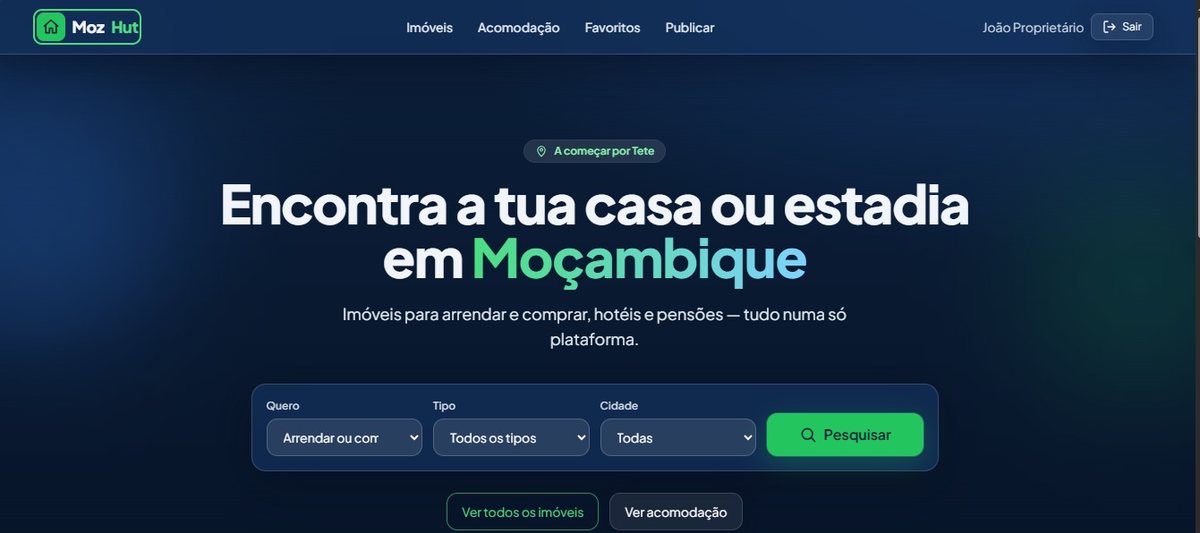 Moz Hut
Imóveis
Acomodação
Favoritos
Publicar
João Proprietário
Sair
A começar por Tete
Encontra a tua casa ou estadia
em Moçambique
Imóveis para arrendar e comprar, hotéis e pensões — tudo numa só
plataforma.
Quero
Tipo
Cidade
Arrendar ou com
Todos os tipos
Todas
Pesquisar
Ver todos os imóveis
Ver acomodação